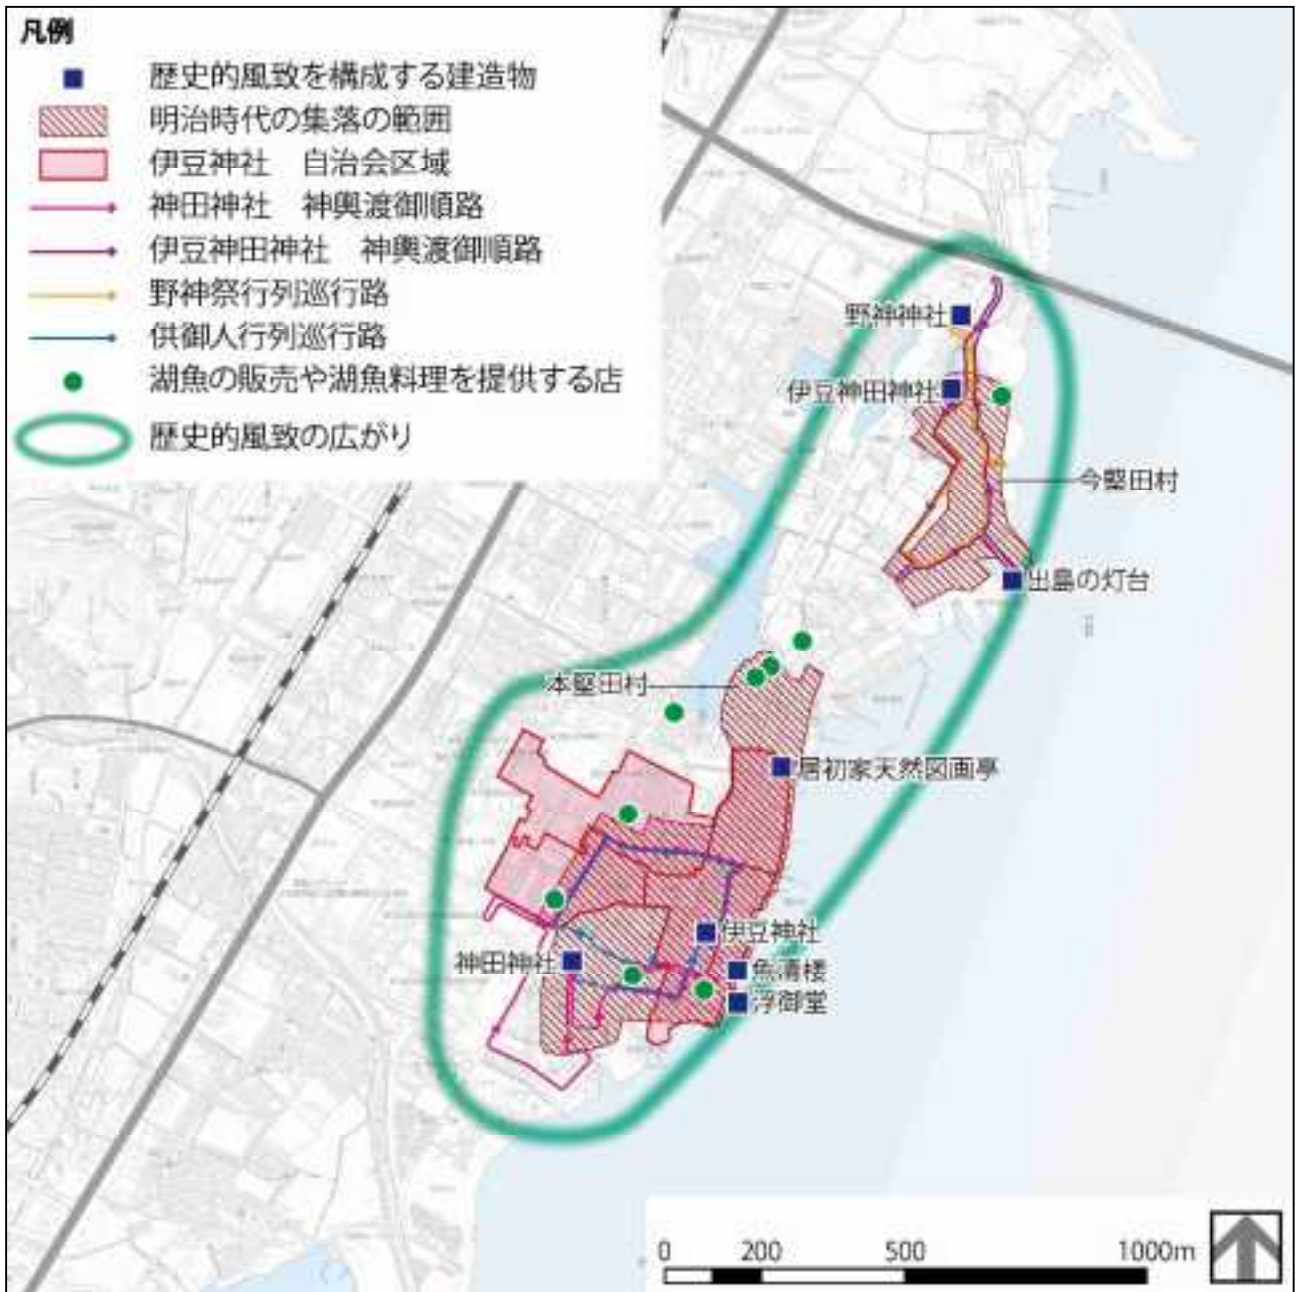 凡例
歴史的風致を構成する建造物
明治時代の集落の範囲
伊豆神社　自治会区域
神田神社　神輿渡御順路
伊豆神田神社　神輿渡御順路
野神祭行列巡行路
供御人行列巡行路
湖魚の販売や湖魚料理を提供する店
歴史的風致の広がり
野神神社
伊豆神田神社
今堅田村
出島の灯台
本堅田村
居初家天然図画亭
伊豆神社
神田神社
魚清楼
浮御堂
0 200 500 1000m